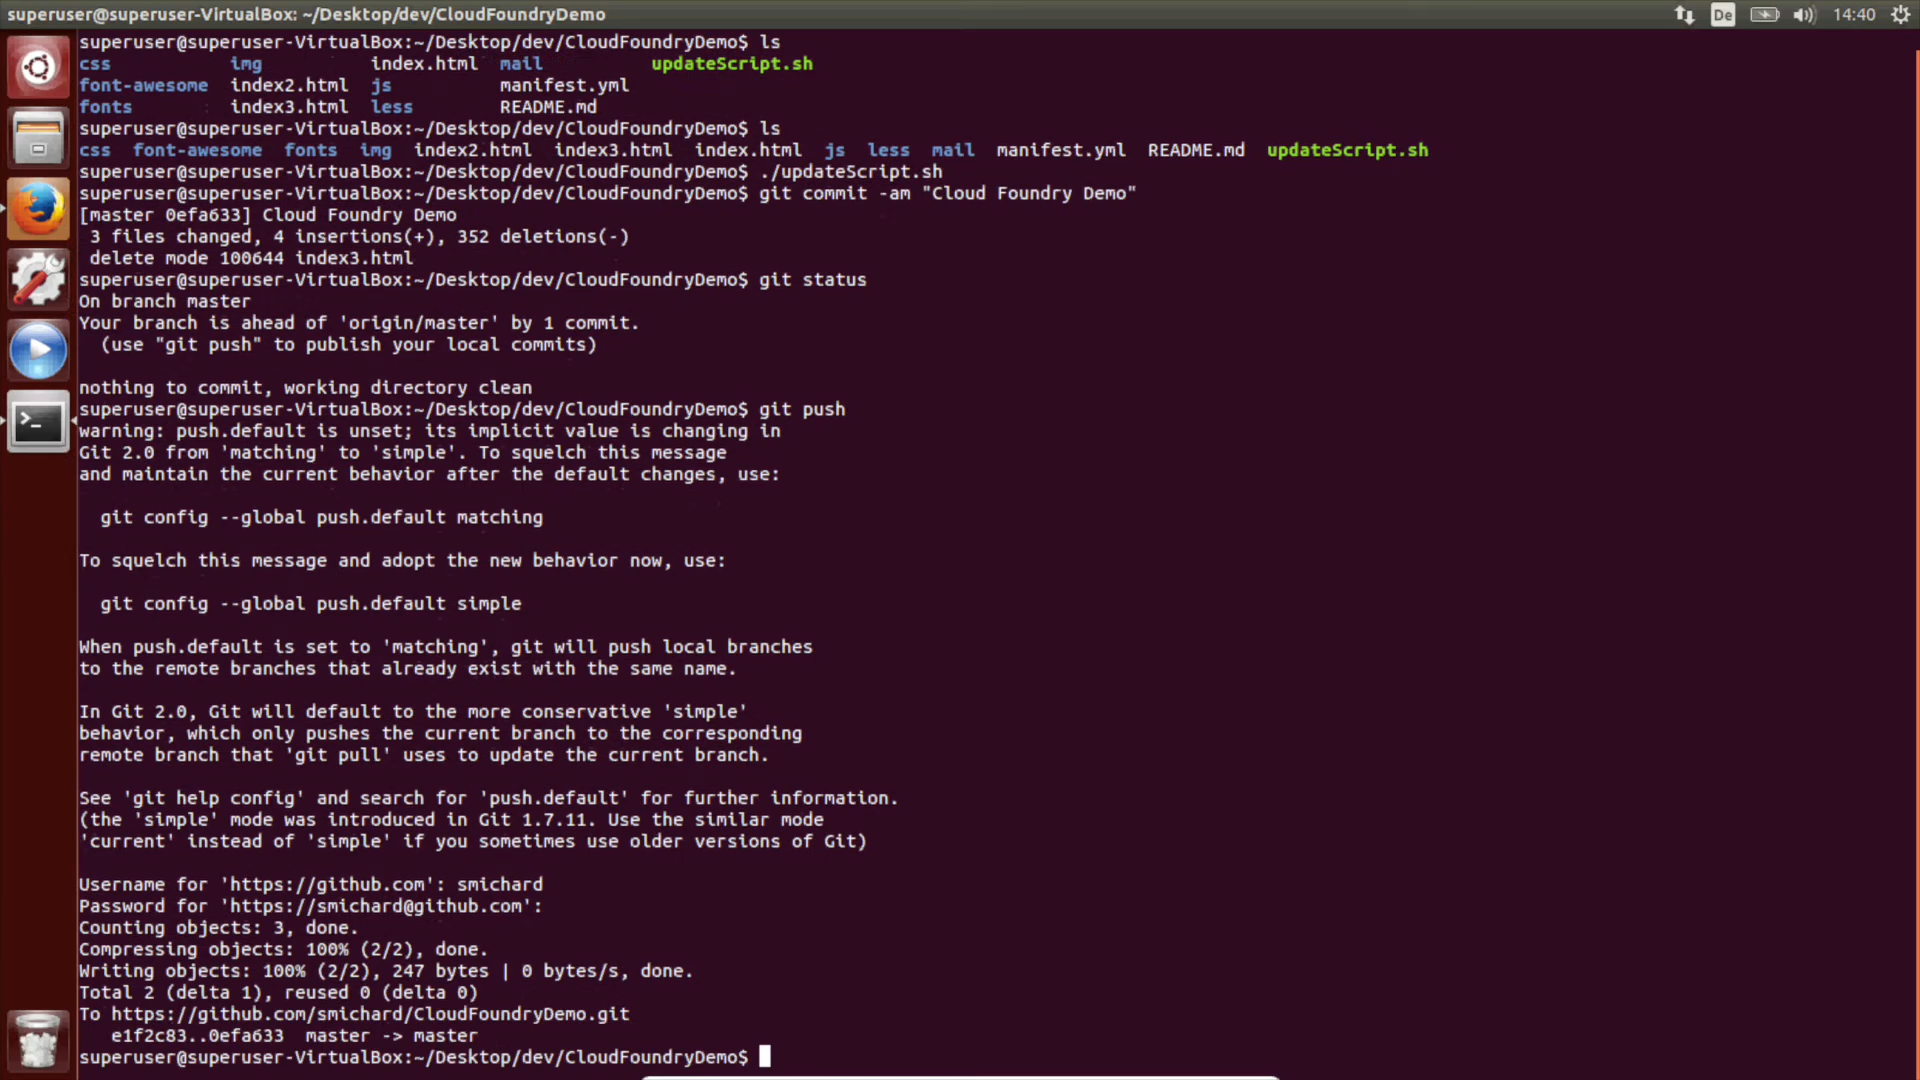 superuser@superuser-VirtualBox: ~/Desktop/dev/CloudFoundryDemo
De
14:40
superuser@superuser-VirtualBox:~/Desktop/dev/CloudFoundryDemo$ ls
css img index.html mail updateScript.sh
font-awesome index2.html js manifest.yml
fonts index3.html less README.md
superuser@superuser-VirtualBox:~/Desktop/dev/CloudFoundryDemo$ ls
css font-awesome fonts img index2.html index3.html index.html js less mail manifest.yml README.md updateScript.sh
superuser@superuser-VirtualBox:~/Desktop/dev/CloudFoundryDemo$ ./updateScript.sh
superuser@superuser-VirtualBox:~/Desktop/dev/CloudFoundryDemo$ git commit -am "Cloud Foundry Demo"
[master 0efa633] Cloud Foundry Demo
3 files changed, 4 insertions(+), 352 deletions(-)
delete mode 100644 index3.html
superuser@superuser-VirtualBox:~/Desktop/dev/CloudFoundryDemo$ git status
On branch master
Your branch is ahead of 'origin/master' by 1 commit.
(use "git push" to publish your local commits)
nothing to commit, working directory clean
superuser@superuser-VirtualBox:~/Desktop/dev/CloudFoundryDemo$ git push
warning: push.default is unset; its implicit value is changing in
Git 2.0 from 'matching' to 'simple'. To squelch this message
and maintain the current behavior after the default changes, use:
git config --global push.default matching
To squelch this message and adopt the new behavior now, use:
git config --global push.default simple
When push.default is set to 'matching', git will push local branches
to the remote branches that already exist with the same name.
In Git 2.0, Git will default to the more conservative 'simple'
behavior, which only pushes the current branch to the corresponding
remote branch that 'git pull' uses to update the current branch.
See 'git help config' and search for 'push.default' for further information.
(the 'simple' mode was introduced in Git 1.7.11. Use the similar mode
'current' instead of 'simple' if you sometimes use older versions of Git)
Username for 'https://github.com': smichard
Password for 'https://smichard@github.com':
Counting objects: 3, done.
Compressing objects: 100% (2/2), done.
Writing objects: 100% (2/2), 247 bytes | 0 bytes/s, done.
Total 2 (delta 1), reused 0 (delta 0)
To https://github.com/smichard/CloudFoundryDemo.git
e1f2c83..0efa633 master -> master
superuser@superuser-VirtualBox:~/Desktop/dev/CloudFoundryDemo$